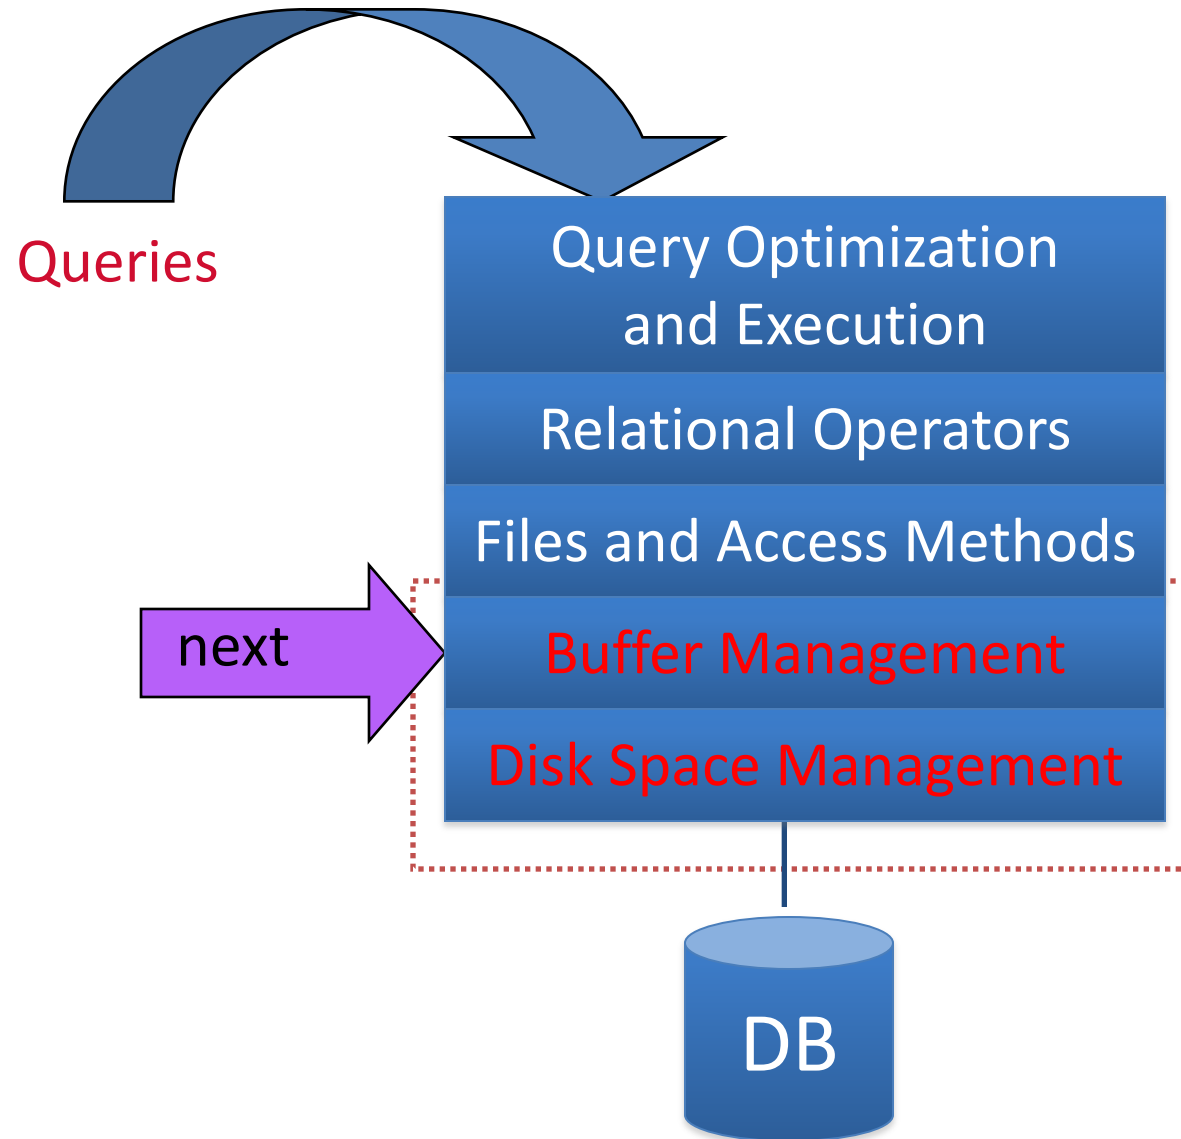 Queries
Query Optimization
and Execution
Relational Operators
Files and Access Methods
next
Buffer Management
Disk Space Management
DB